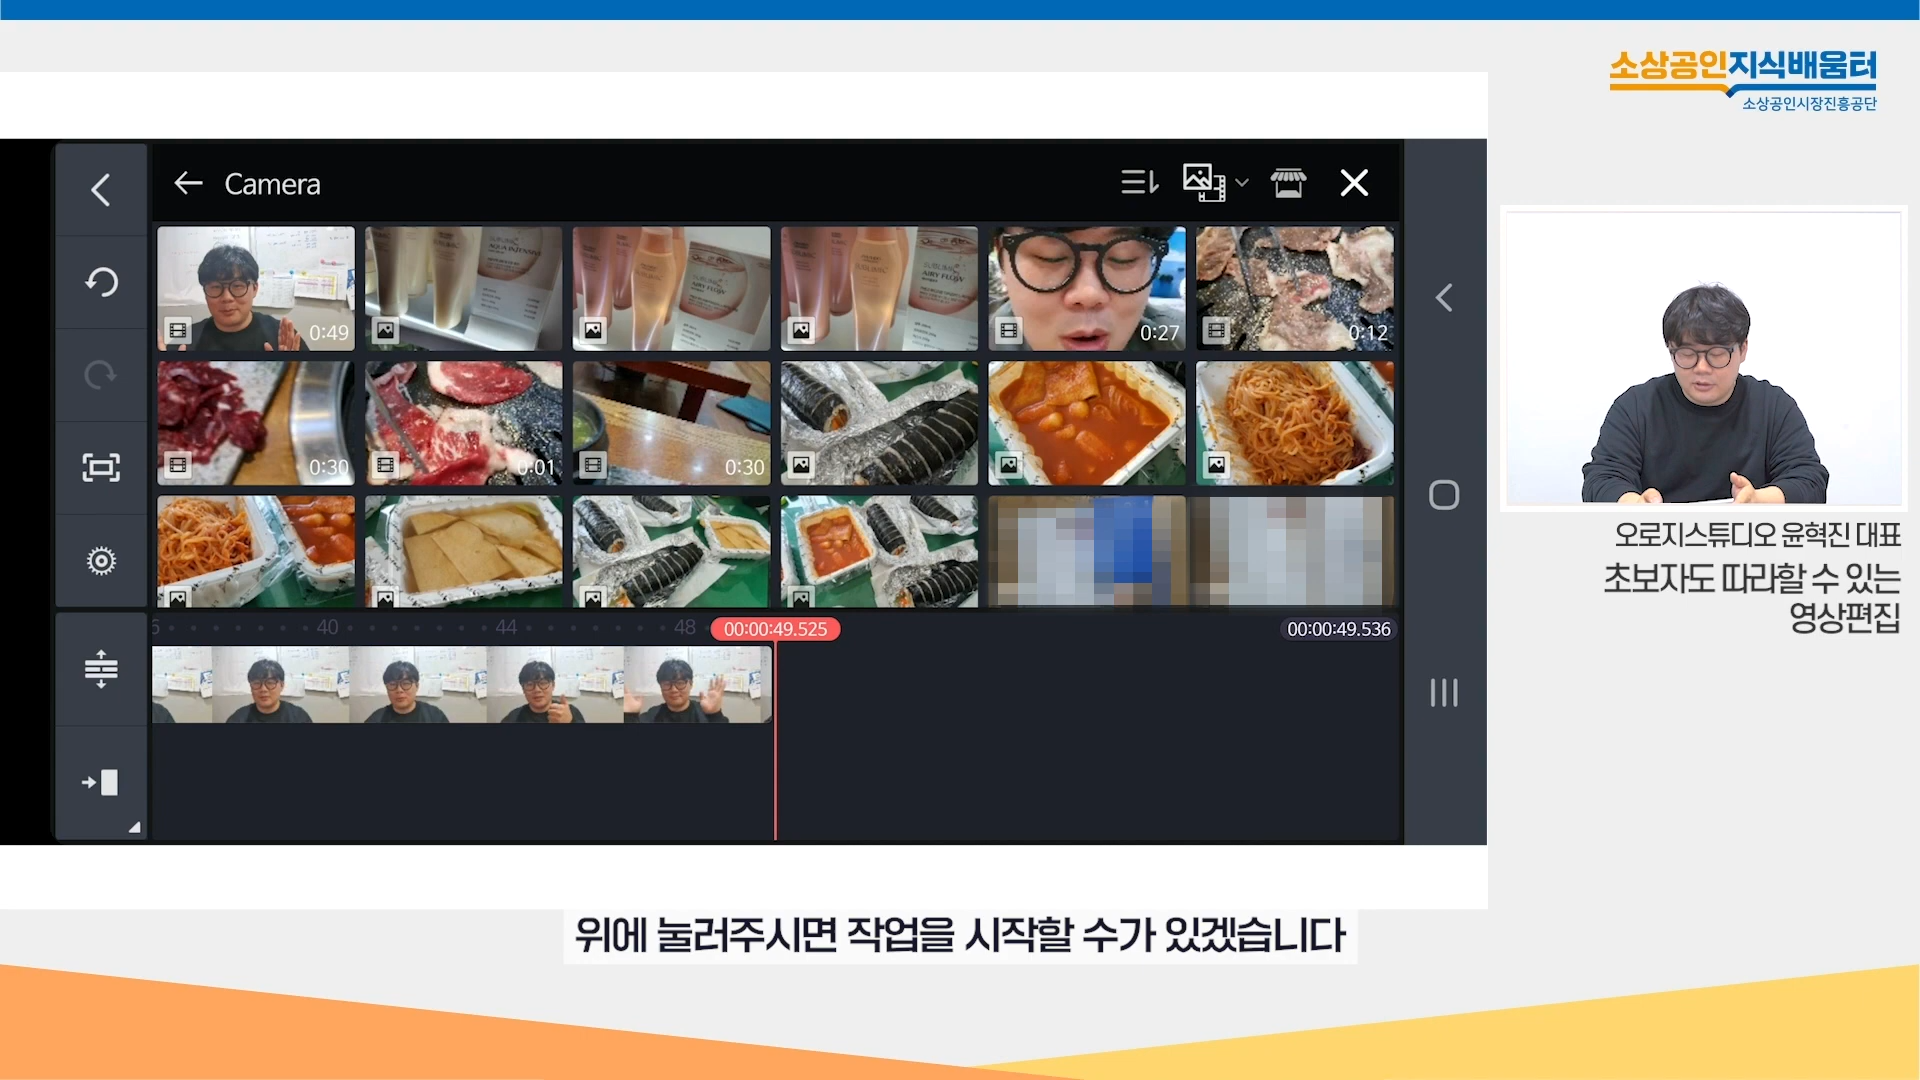 소상공인지식배움터
소상공인시장진흥공단
Camera
0:49
AIRY FLOW
AIRY FLOW
0:27
0:12
0:30
0:01
0:30
40
44
48
00:00:49.525
00:00:49.536
오로지스튜디오 윤혁진 대표
초보자도 따라할 수 있는
영상편집
위에 눌러주시면 작업을 시작할 수가 있겠습니다